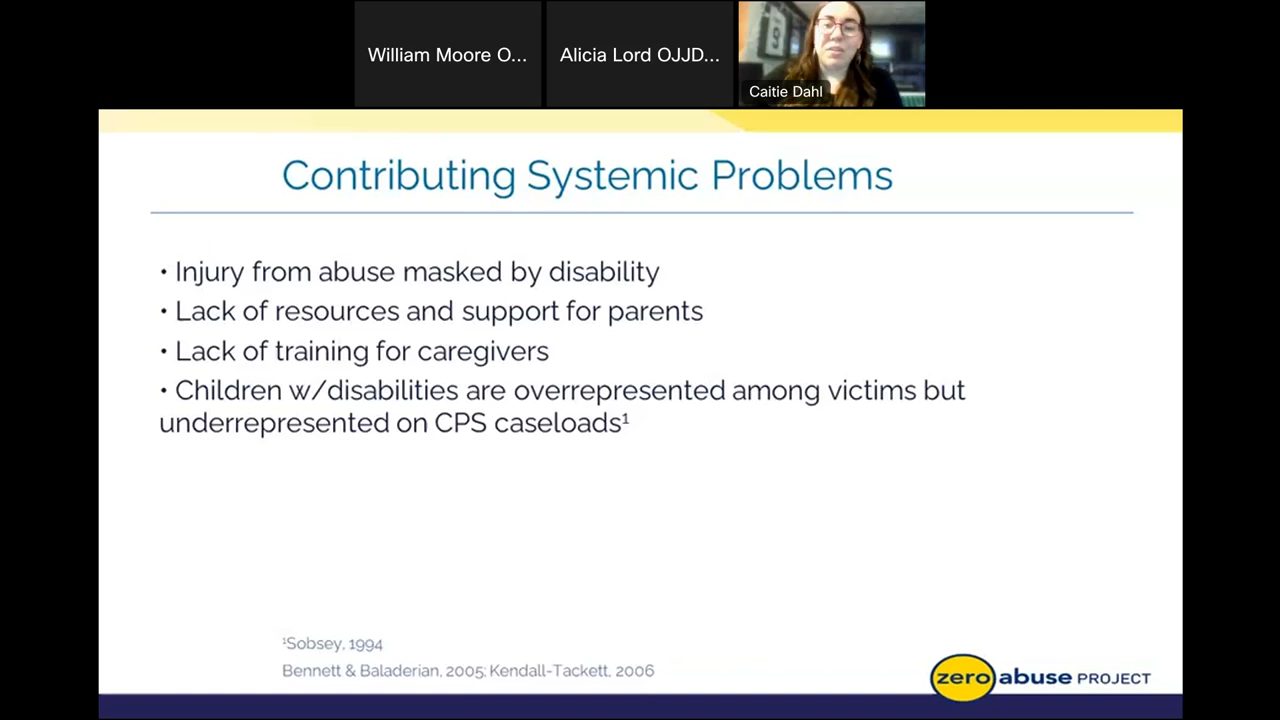 William Moore O...
Alicia Lord OJJD...
Caitie Dahl
Contributing Systemic Problems
• Injury from abuse masked by disability
• Lack of resources and support for parents
• Lack of training for caregivers
• Children w/disabilities are overrepresented among victims but
underrepresented on CPS caseloads¹
¹Sobsey, 1994
Bennett & Baladerian, 2005; Kendall-Tackett, 2006
zero abuse PROJECT